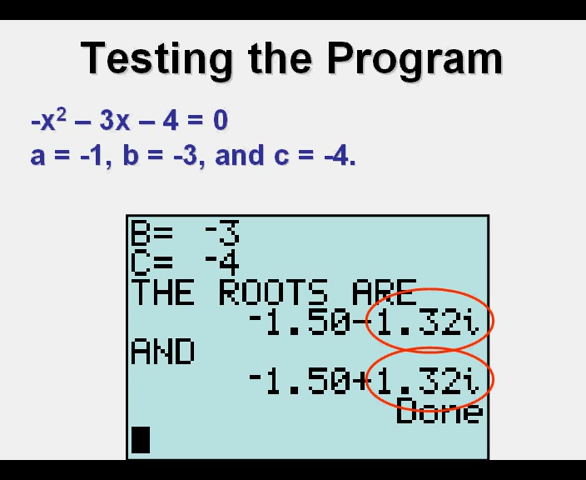 Testing the Program
-x² – 3x – 4 = 0
a = -1, b = -3, and c = -4.
B= -3
C= -4
THE ROOTS ARE
-1.50-1.32i
AND
-1.50+1.32i
Done